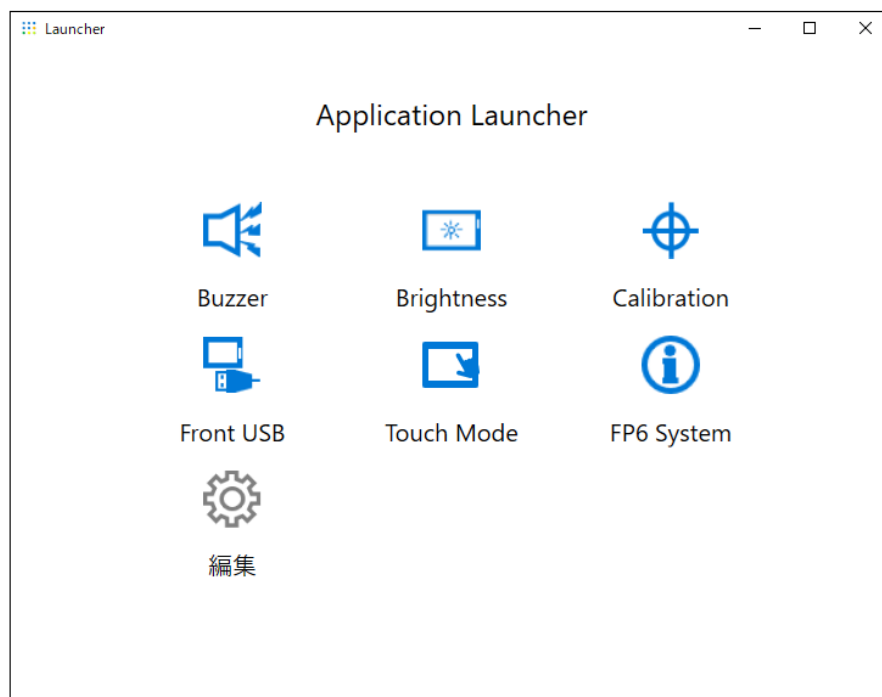 Launcher
Application Launcher
Buzzer
Brightness
Calibration
Front USB
Touch Mode
FP6 System
編集